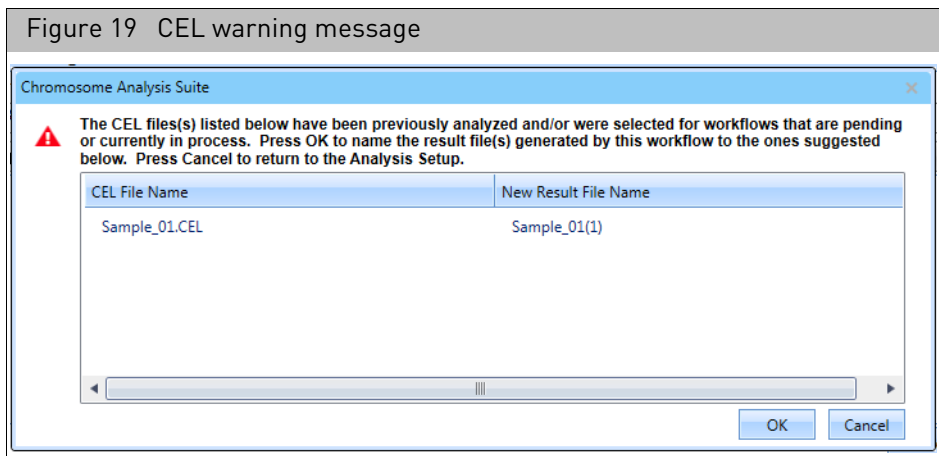 Figure 19 CEL warning message
Chromosome Analysis Suite
The CEL files(s) listed below have been previously analyzed and/or were selected for workflows that are pending
or currently in process. Press OK to name the result file(s) generated by this workflow to the ones suggested
below. Press Cancel to return to the Analysis Setup.
CEL File Name New Result File Name
Sample_01.CEL Sample_01(1)
OK Cancel